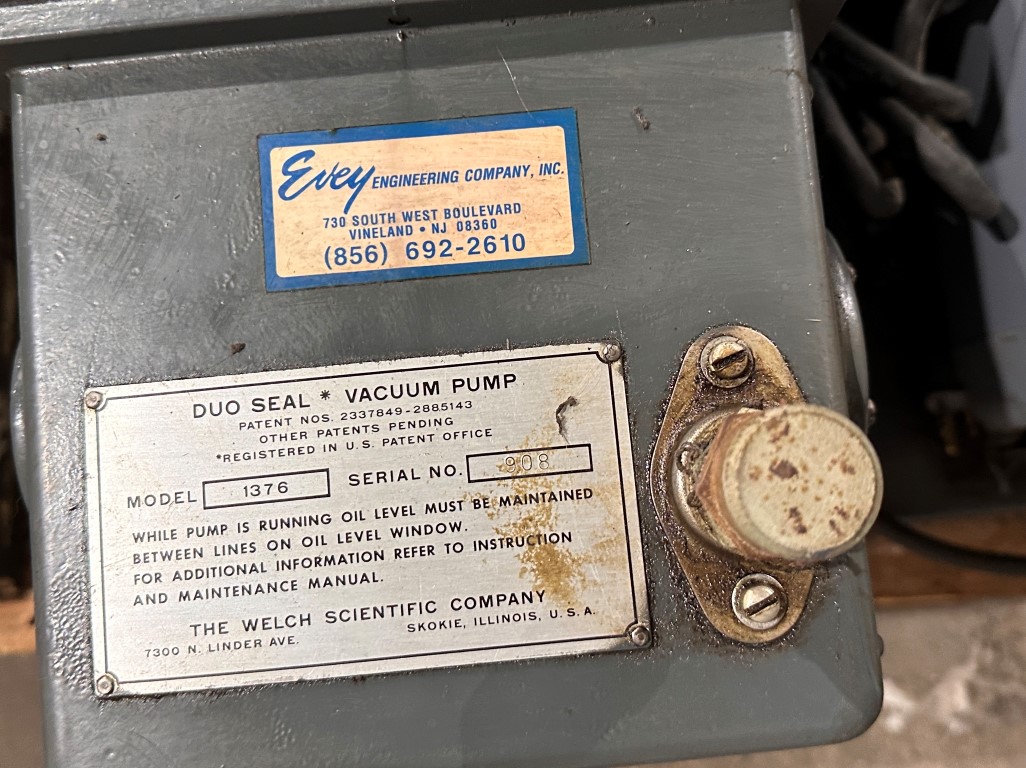 Evey ENGINEERING COMPANY, INC.
730 SOUTH WEST BOULEVARD
VINELAND • NJ 08360
(856) 692-2610
DUO SEAL * VACUUM PUMP
PATENT NOS. 2337849-2885143
OTHER PATENTS PENDING
*REGISTERED IN U.S. PATENT OFFICE
MODEL 1376 SERIAL NO. 908
WHILE PUMP IS RUNNING OIL LEVEL MUST BE MAINTAINED
BETWEEN LINES ON OIL LEVEL WINDOW.
FOR ADDITIONAL INFORMATION REFER TO INSTRUCTION
AND MAINTENANCE MANUAL.
THE WELCH SCIENTIFIC COMPANY
7300 N. LINDER AVE. SKOKIE, ILLINOIS, U.S.A.